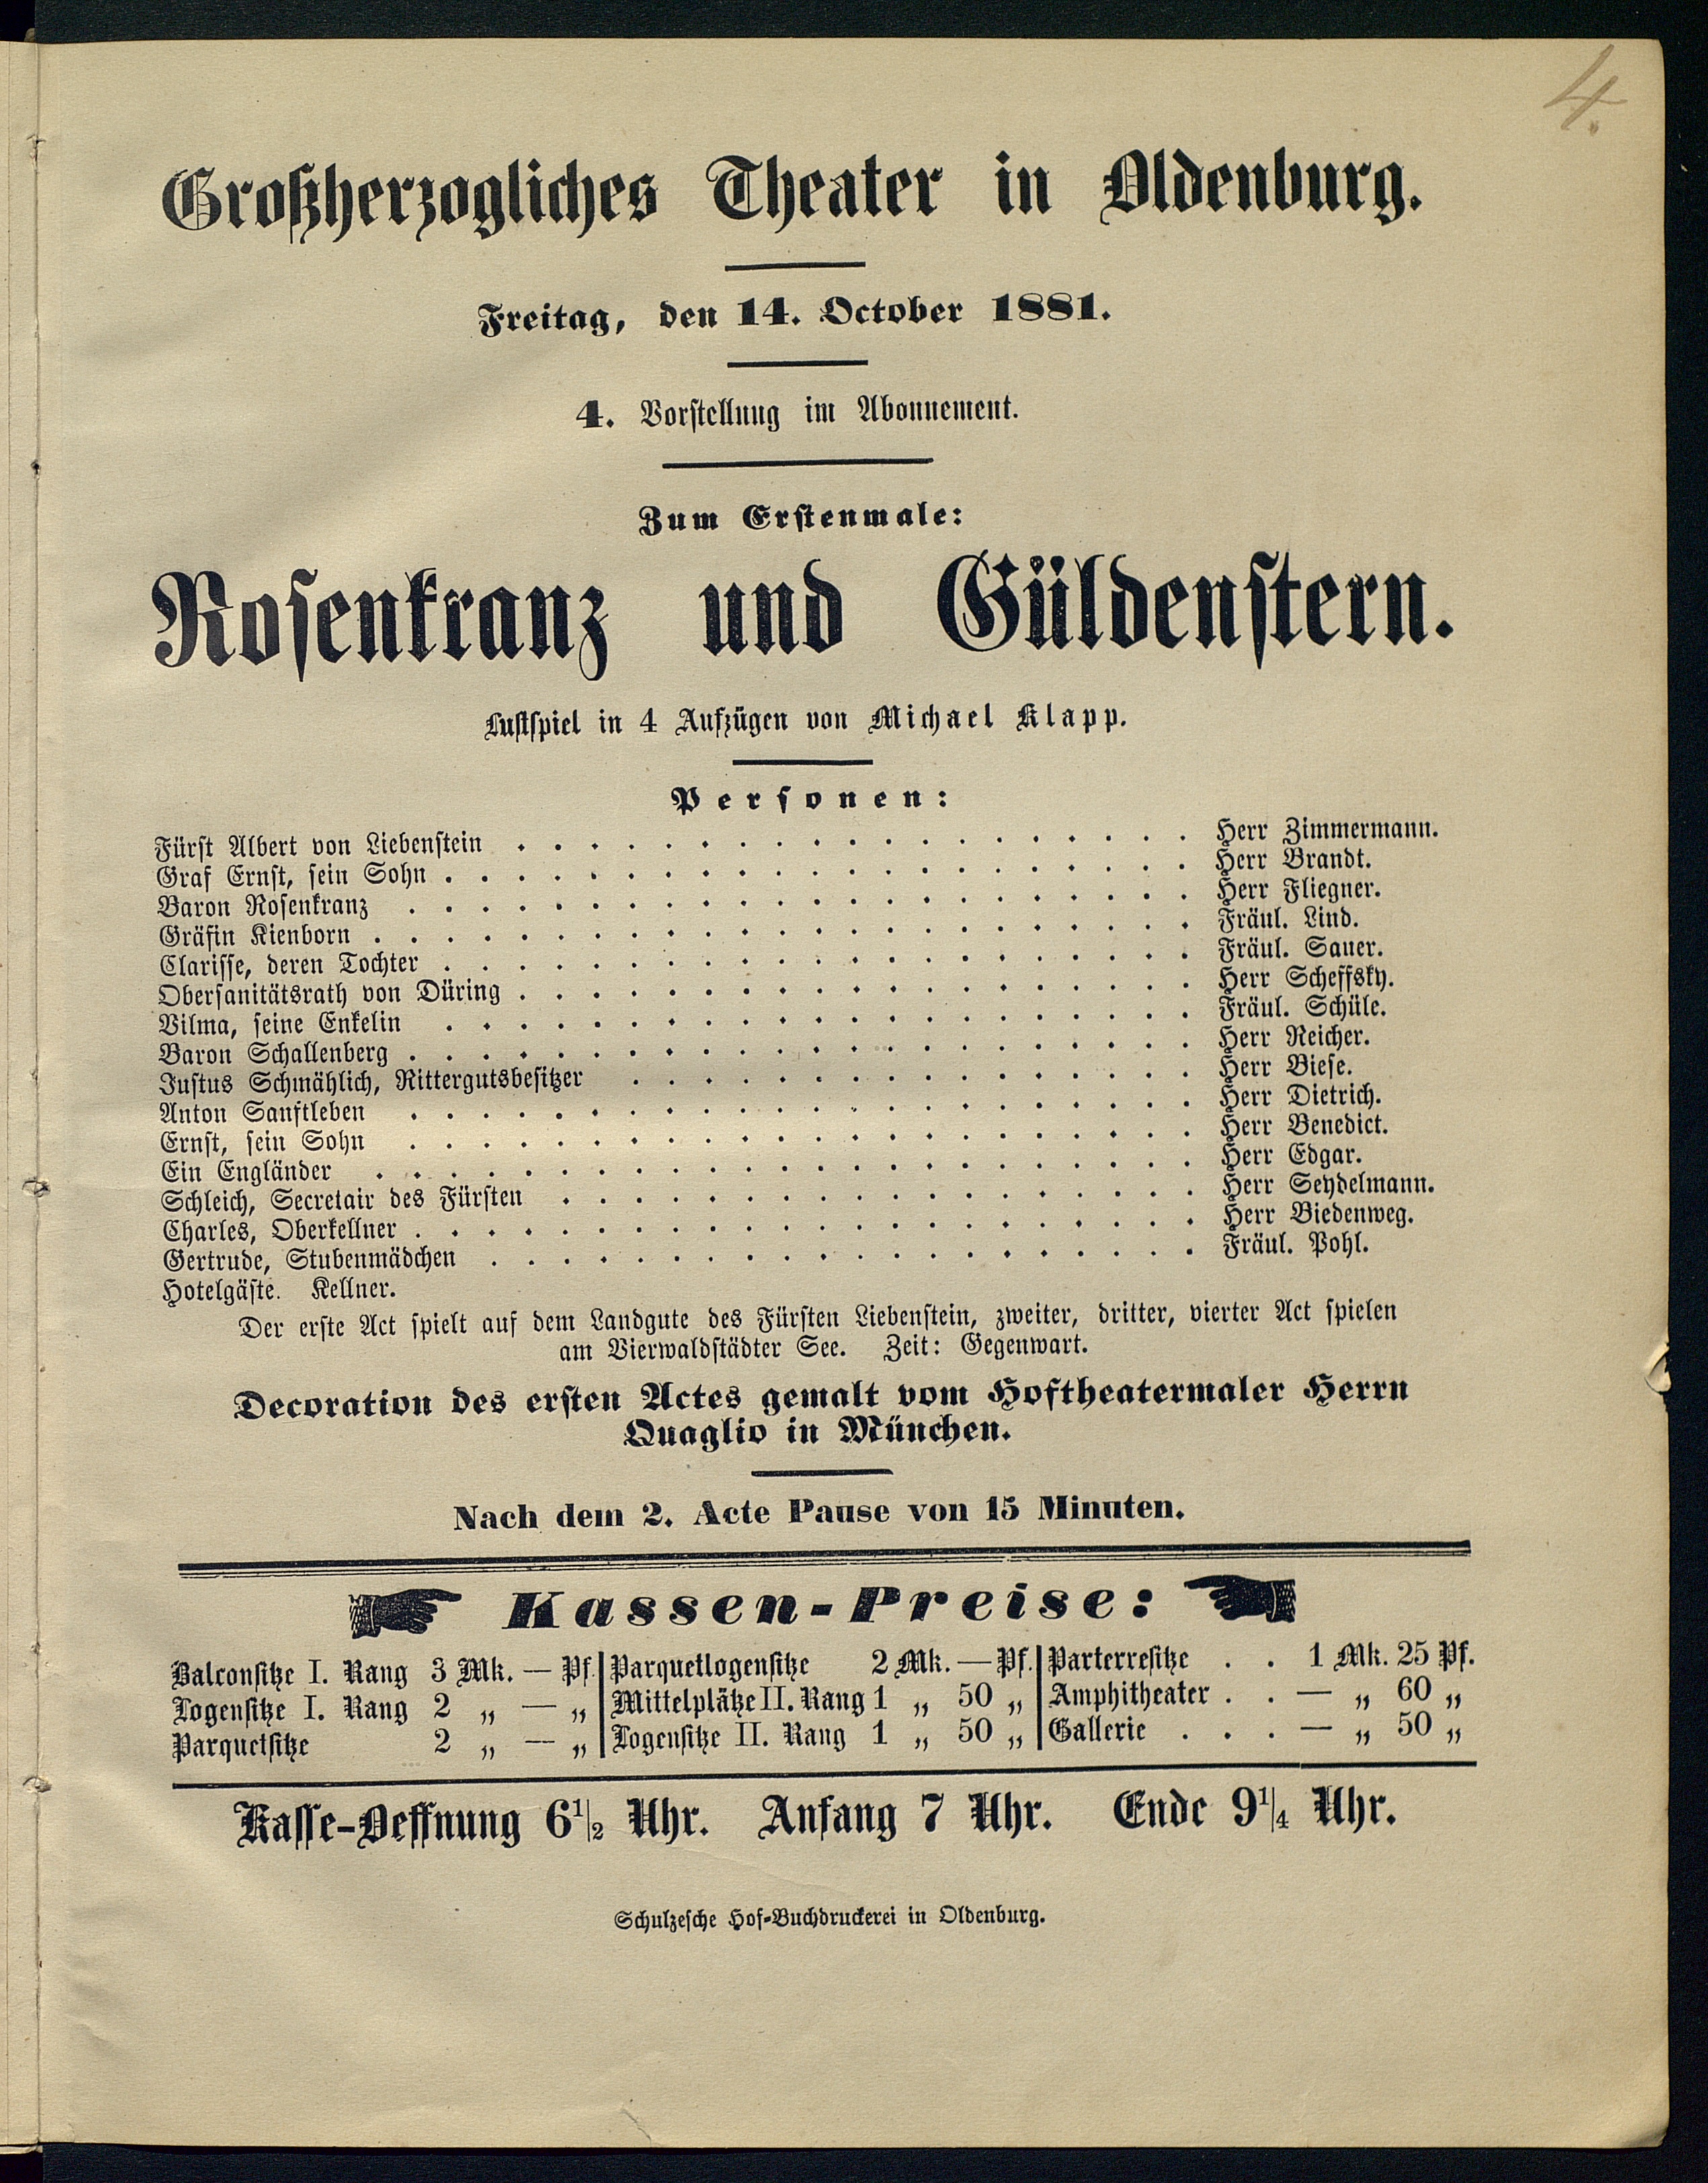 4.
Großherzogliches Theater in Oldenburg.
Freitag, den 14. October 1881.
4. Vorstellung im Abonnement.
Zum Erstenmale:
Rosenkranz und Güldenstern.
Lustspiel in 4 Aufzügen von Michael Klapp.
Personen:
Fürst Albert von Liebenstein . . . . . . . . . . . . . . . . . . . Herr Zimmermann.
Graf Ernst, sein Sohn . . . . . . . . . . . . . . . . . . . . . Herr Brandt.
Baron Rosenkranz . . . . . . . . . . . . . . . . . . . . . . Herr Fliegner.
Gräfin Kienborn . . . . . . . . . . . . . . . . . . . . . . . Fräul. Lind.
Clarisse, deren Tochter . . . . . . . . . . . . . . . . . . . . . Fräul. Sauer.
Obersanitätsrath von Düring . . . . . . . . . . . . . . . . . . . Herr Scheffsky.
Vilma, seine Enkelin . . . . . . . . . . . . . . . . . . . . . Fräul. Schüle.
Baron Schallenberg . . . . . . . . . . . . . . . . . . . . . . Herr Reicher.
Justus Schmählich, Rittergutsbesitzer . . . . . . . . . . . . . . . . Herr Biese.
Anton Sanftleben . . . . . . . . . . . . . . . . . . . . . . Herr Dietrich.
Ernst, sein Sohn . . . . . . . . . . . . . . . . . . . . . . Herr Benedict.
Ein Engländer . . . . . . . . . . . . . . . . . . . . . . . Herr Edgar.
Schleich, Secretair des Fürsten . . . . . . . . . . . . . . . . . . Herr Seydelmann.
Charles, Oberkellner . . . . . . . . . . . . . . . . . . . . . . Herr Biedenweg.
Gertrude, Stubenmädchen . . . . . . . . . . . . . . . . . . . . Fräul. Pohl.
Hotelgäste. Kellner.
Der erste Act spielt auf dem Landgute des Fürsten Liebenstein, zweiter, dritter, vierter Act spielen
am Vierwaldstädter See. Zeit: Gegenwart.
Decoration des ersten Actes gemalt vom Hoftheatermaler Herrn
Quaglio in München.
Nach dem 2. Acte Pause von 15 Minuten.
Kassen-Preise:
Balconsitze I. Rang 3 Mk. — Pf. Parquetlogensitze 2 Mk. — Pf. Parterresitze . . 1 Mk. 25 Pf.
Logensitze I. Rang 2 „ — „ Mittelplätze II. Rang 1 „ 50 „ Amphitheater . . — „ 60 „
Parquetsitze 2 „ — „ Logensitze II. Rang 1 „ 50 „ Gallerie . . . — „ 50 „
Kasse-Oeffnung 6½ Uhr. Anfang 7 Uhr. Ende 9¼ Uhr.
Schulzesche Hof-Buchdruckerei in Oldenburg.